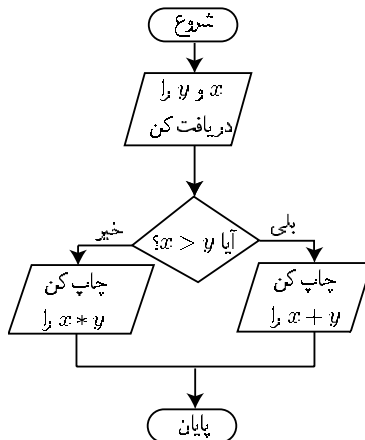 شروع
x و y را
دریافت کن
آیا x > y؟
بلی
خیر
چاپ کن
x + y را
چاپ کن
x * y را
پایان